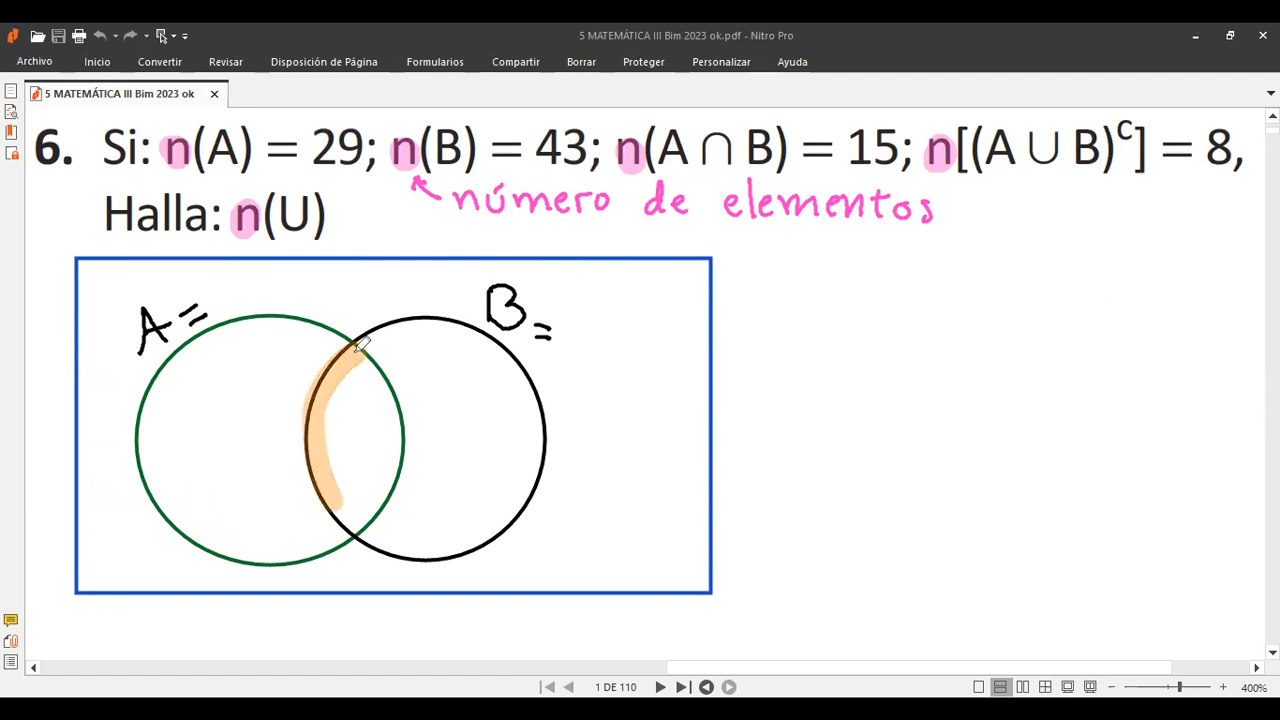 5 MATEMÁTICA III Bim 2023 ok.pdf - Nitro Pro
Archivo Inicio Convertir Revisar Disposición de Página Formularios Compartir Borrar Proteger Personalizar Ayuda
5 MATEMÁTICA III Bim 2023 ok
6. Si: n(A) = 29; n(B) = 43; n(A ∩ B) = 15; n[(A ∪ B)ᶜ] = 8,
número de elementos
Halla: n(U)
A =
B =
1 DE 110
400%